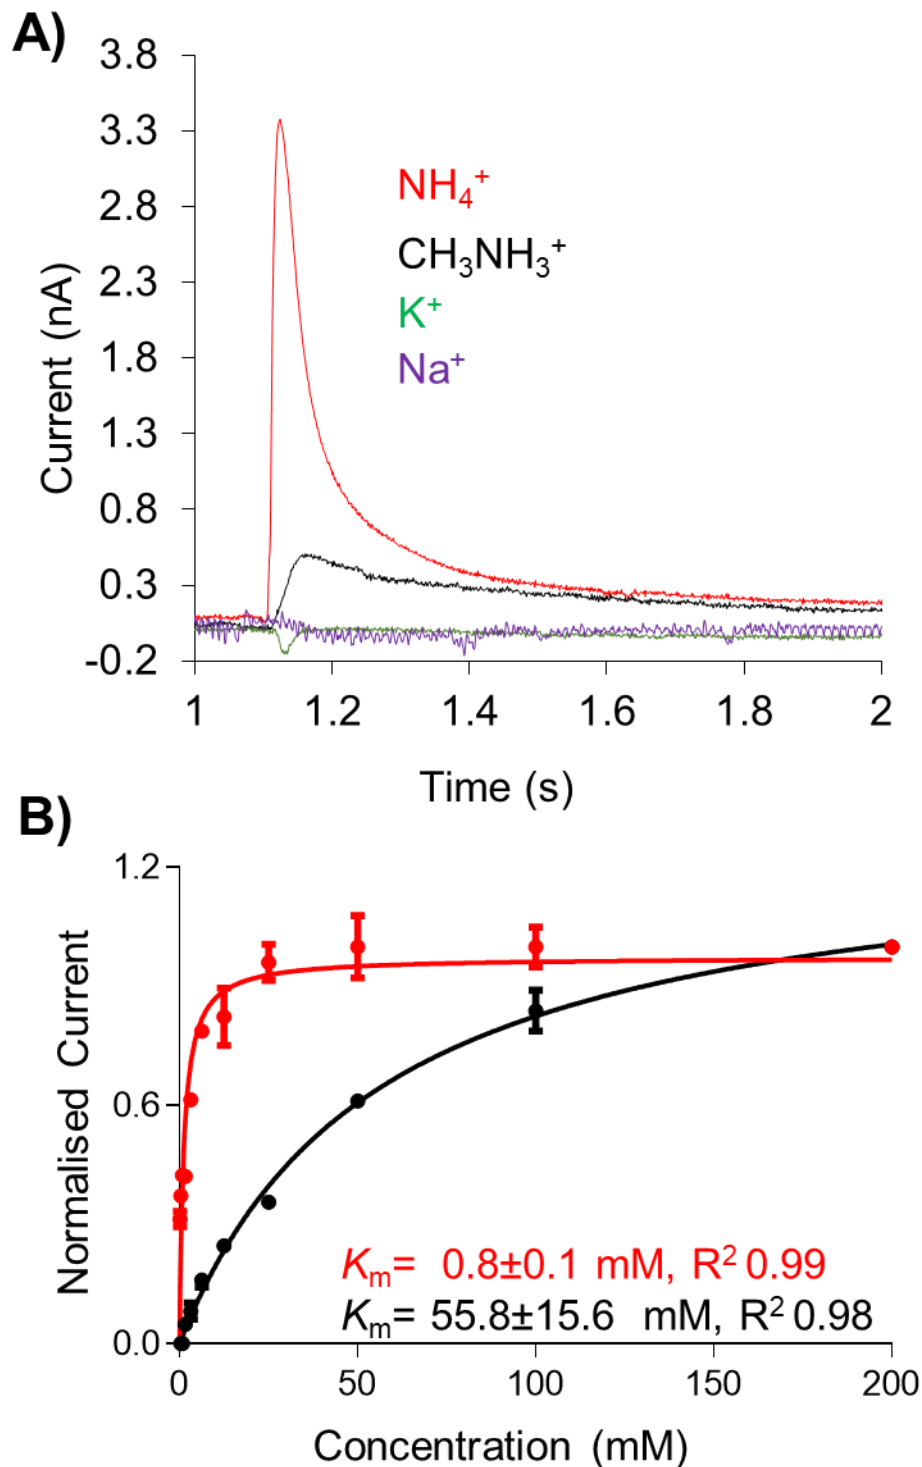 A)
3.8
3.3
2.8
2.3
1.8
1.3
0.8
0.3
-0.2
Current (nA)
NH₄⁺
CH₃NH₃⁺
K⁺
Na⁺
1 1.2 1.4 1.6 1.8 2
Time (s)
B)
1.2
0.6
0.0
Normalised Current
Kₘ= 0.8±0.1 mM, R² 0.99
Kₘ= 55.8±15.6 mM, R² 0.98
0 50 100 150 200
Concentration (mM)